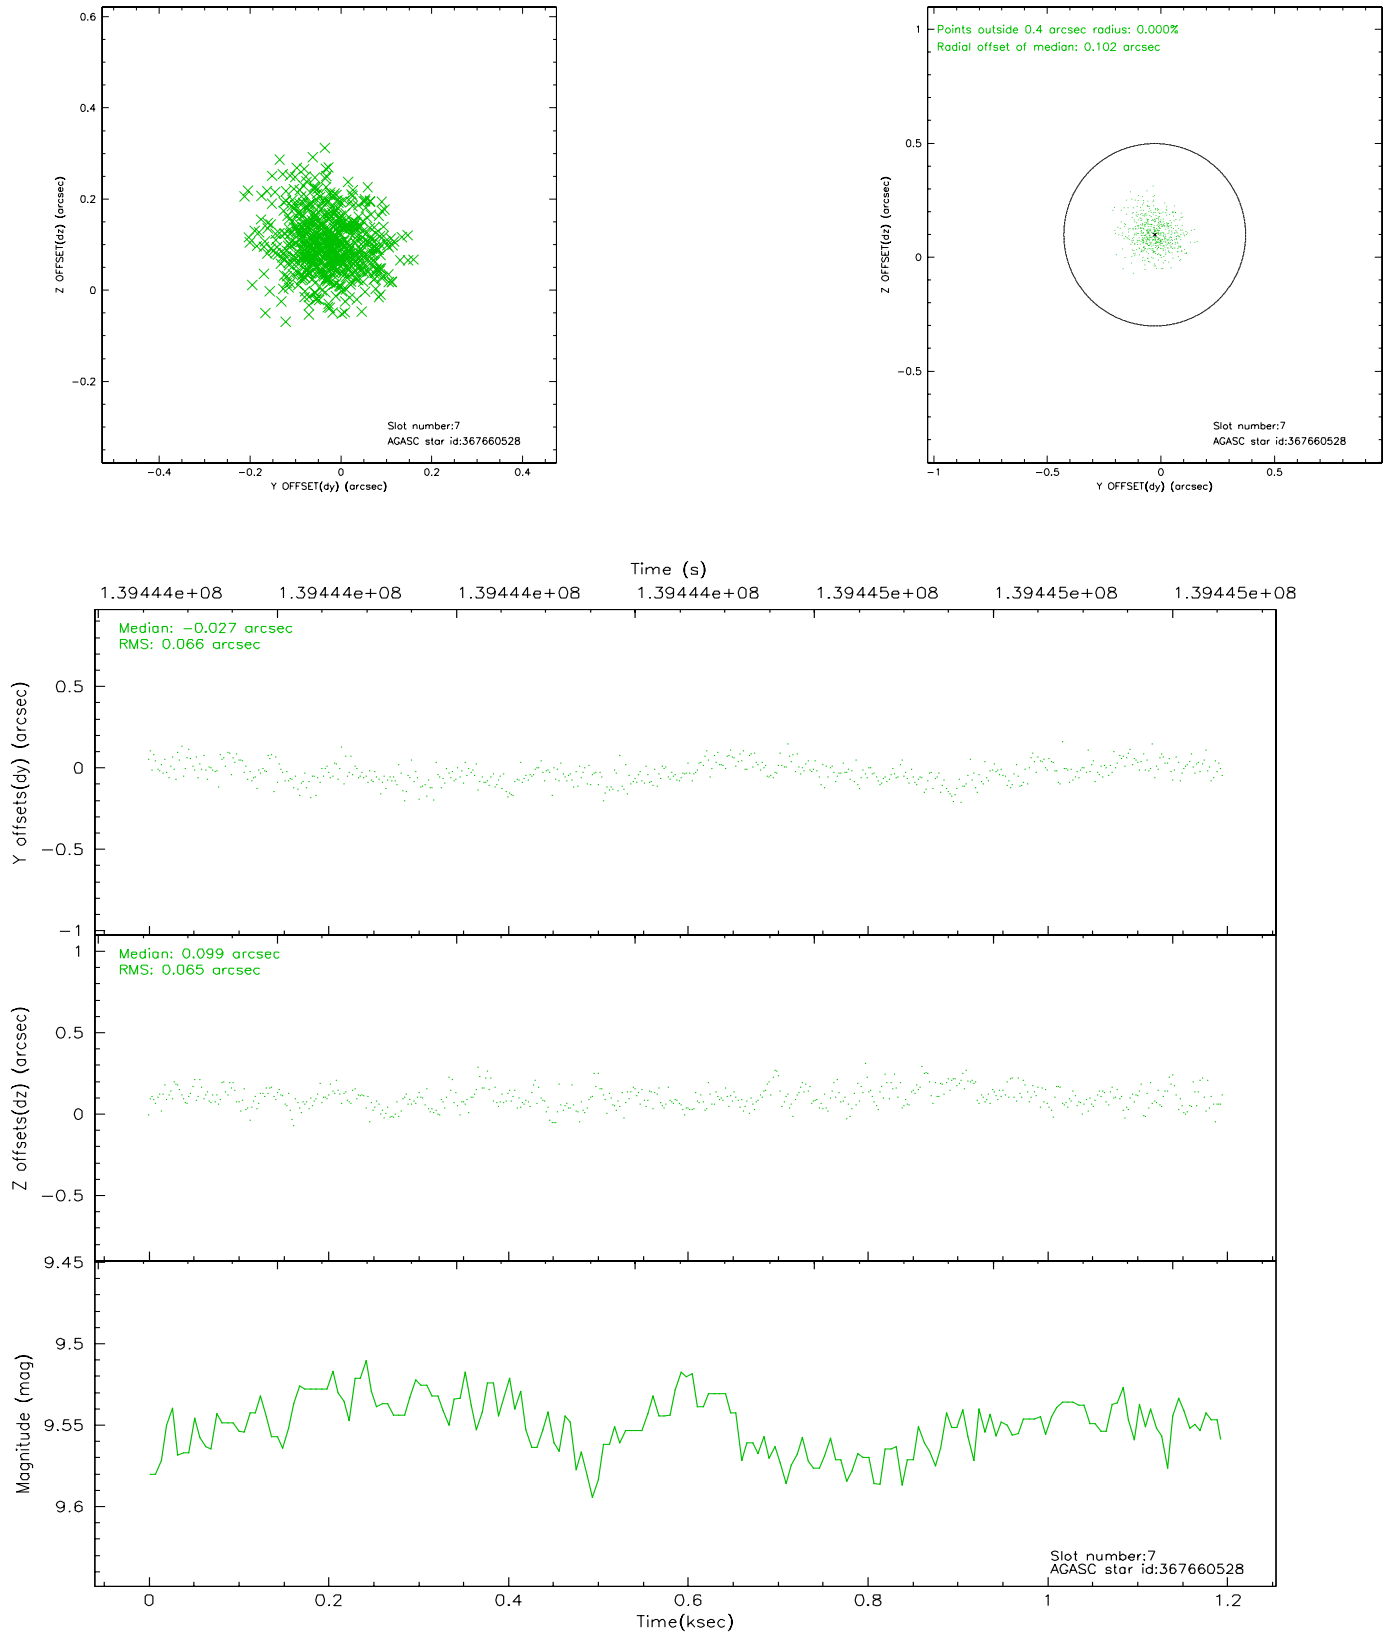 0.6
0.4
0.2
0
−0.2
−0.4
−0.2
0
0.2
0.4
Z OFFSET(dz) (arcsec)
Y OFFSET(dy) (arcsec)
Slot number:7
AGASC star id:367660528
Points outside 0.4 arcsec radius: 0.000%
Radial offset of median: 0.102 arcsec
1
0.5
0
−0.5
−1
−0.5
0
0.5
Z OFFSET(dz) (arcsec)
Y OFFSET(dy) (arcsec)
Slot number:7
AGASC star id:367660528
Time (s)
1.39444e+08 1.39444e+08 1.39444e+08 1.39444e+08 1.39445e+08 1.39445e+08 1.39445e+08
Median: −0.027 arcsec
RMS: 0.066 arcsec
0.5
0
−0.5
−1
Y offsets(dy) (arcsec)
Median: 0.099 arcsec
RMS: 0.065 arcsec
1
0.5
0
−0.5
Z offsets(dz) (arcsec)
9.45
9.5
9.55
9.6
Magnitude (mag)
Slot number:7
AGASC star id:367660528
0 0.2 0.4 0.6 0.8 1 1.2
Time(ksec)